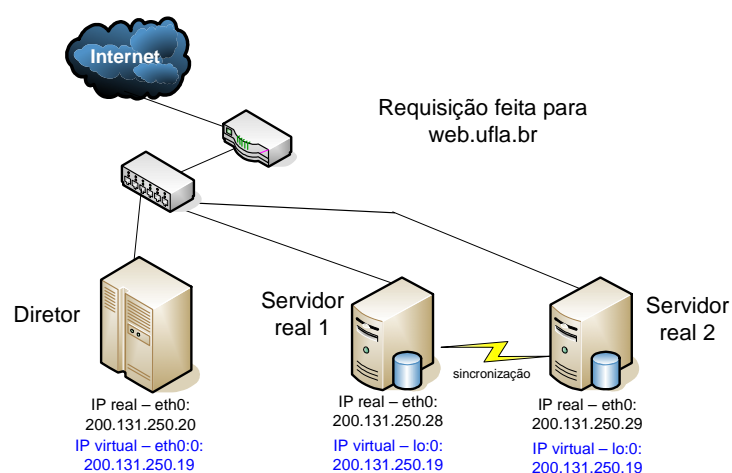 Internet
Requisição feita para
web.ufla.br
Diretor
Servidor
real 1
Servidor
real 2
sincronização
IP real – eth0:
200.131.250.20
IP virtual – eth0:0:
200.131.250.19
IP real – eth0:
200.131.250.28
IP virtual – lo:0:
200.131.250.19
IP real – eth0:
200.131.250.29
IP virtual – lo:0:
200.131.250.19